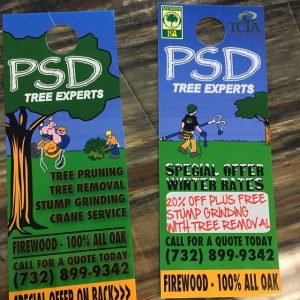 PSD
TREE EXPERTS
TREE PRUNING
TREE REMOVAL
STUMP GRINDING
CRANE SERVICE
FIREWOOD - 100% ALL OAK
CALL FOR A QUOTE TODAY
(732) 899-9342
SPECIAL OFFER ON BACK>>>
MEMBER
ISA
TCIA
PSD
TREE EXPERTS
SPECIAL OFFER
WINTER RATES
20% OFF PLUS FREE
STUMP GRINDING
WITH TREE REMOVAL
CALL FOR A QUOTE TODAY
(732) 899-9342
FIREWOOD - 100% ALL OAK